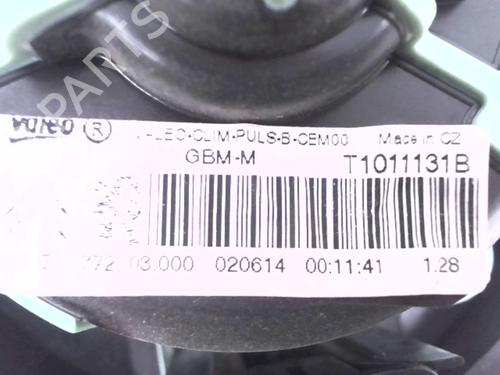 PARTS
Valeo ® CLIM·PULS·B·CEM00 Made in CZ
GBM-M T1011131B
03.000 020614 00:11:41 1.28